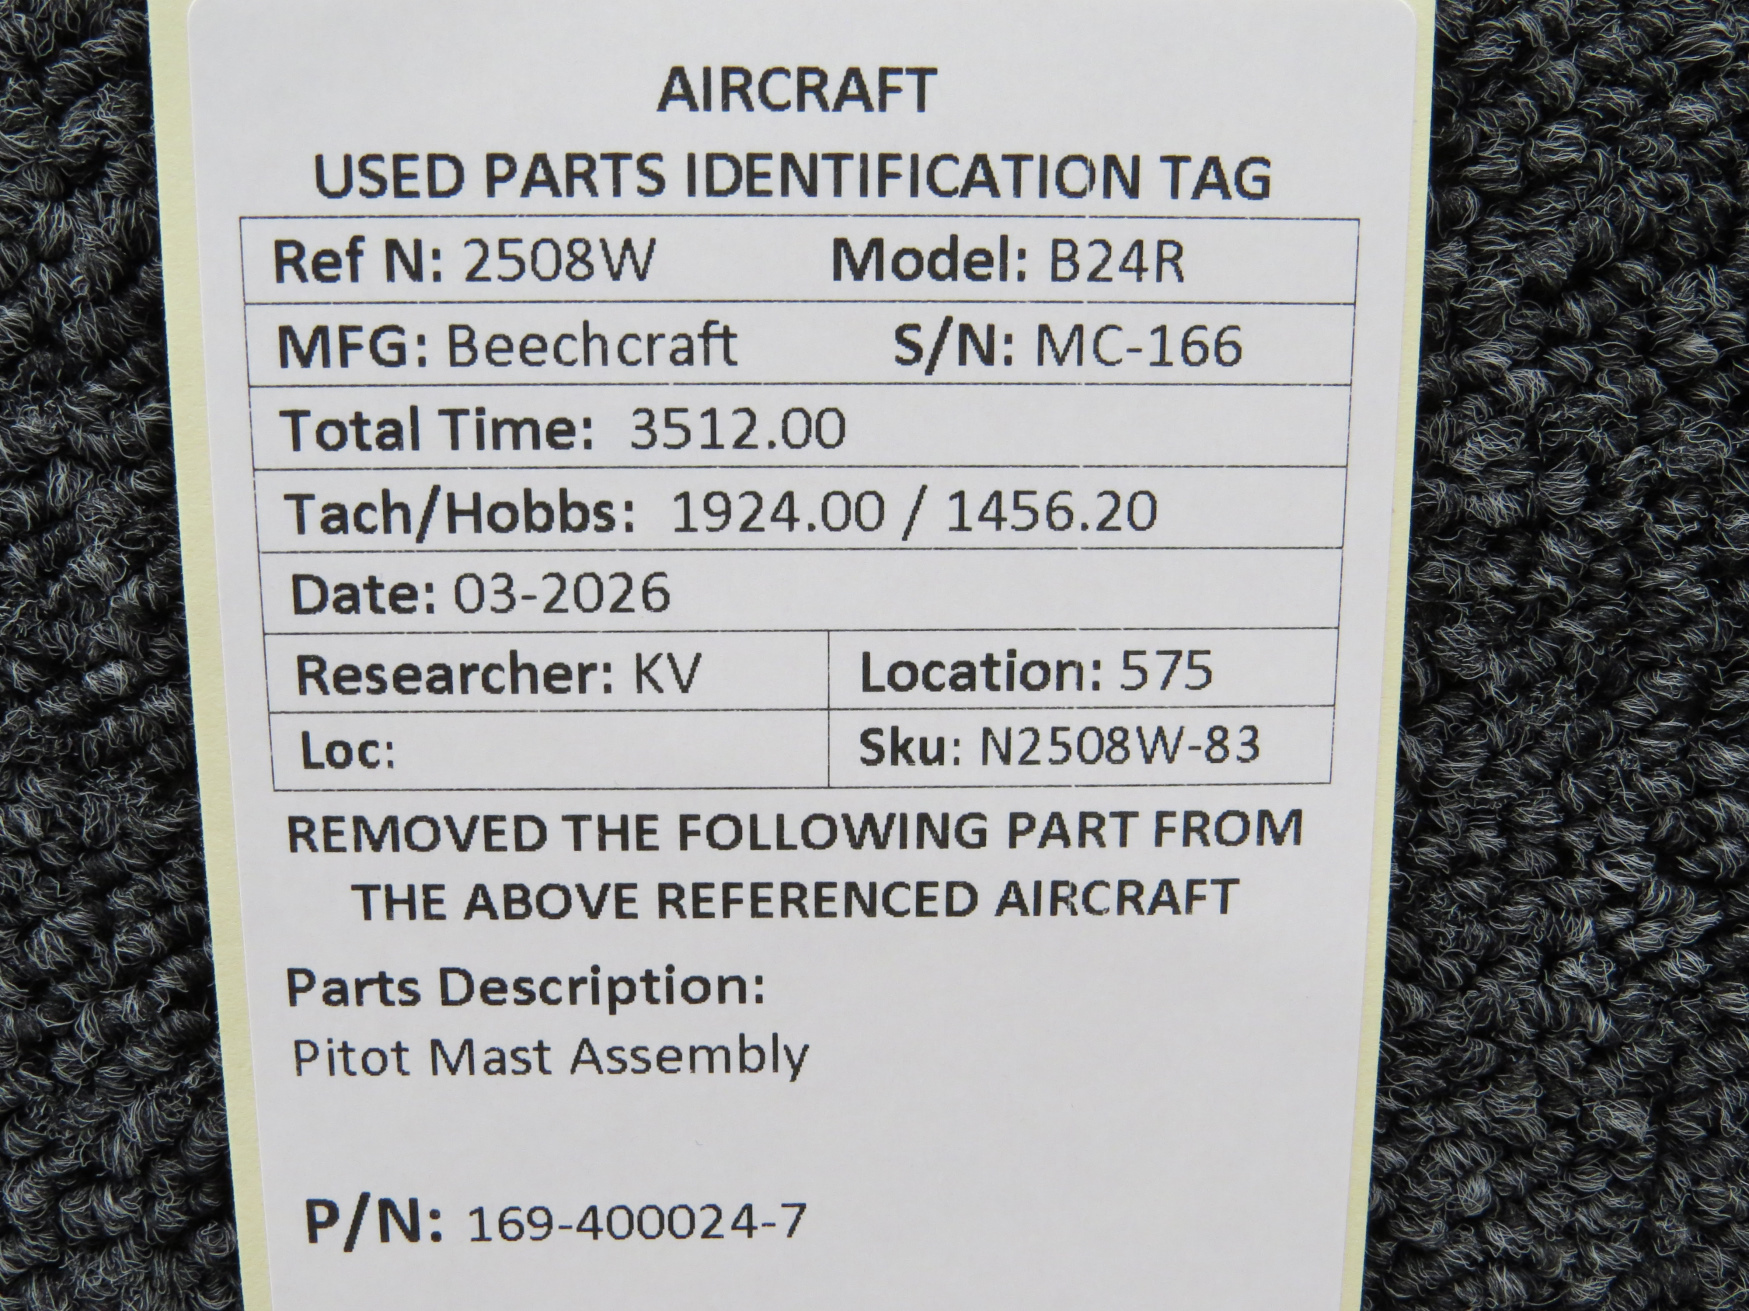 AIRCRAFT
USED PARTS IDENTIFICATION TAG
Ref N: 2508W Model: B24R
MFG: Beechcraft S/N: MC-166
Total Time: 3512.00
Tach/Hobbs: 1924.00 / 1456.20
Date: 03-2026
Researcher: KV Location: 575
Loc: Sku: N2508W-83
REMOVED THE FOLLOWING PART FROM
THE ABOVE REFERENCED AIRCRAFT
Parts Description:
Pitot Mast Assembly
P/N: 169-400024-7